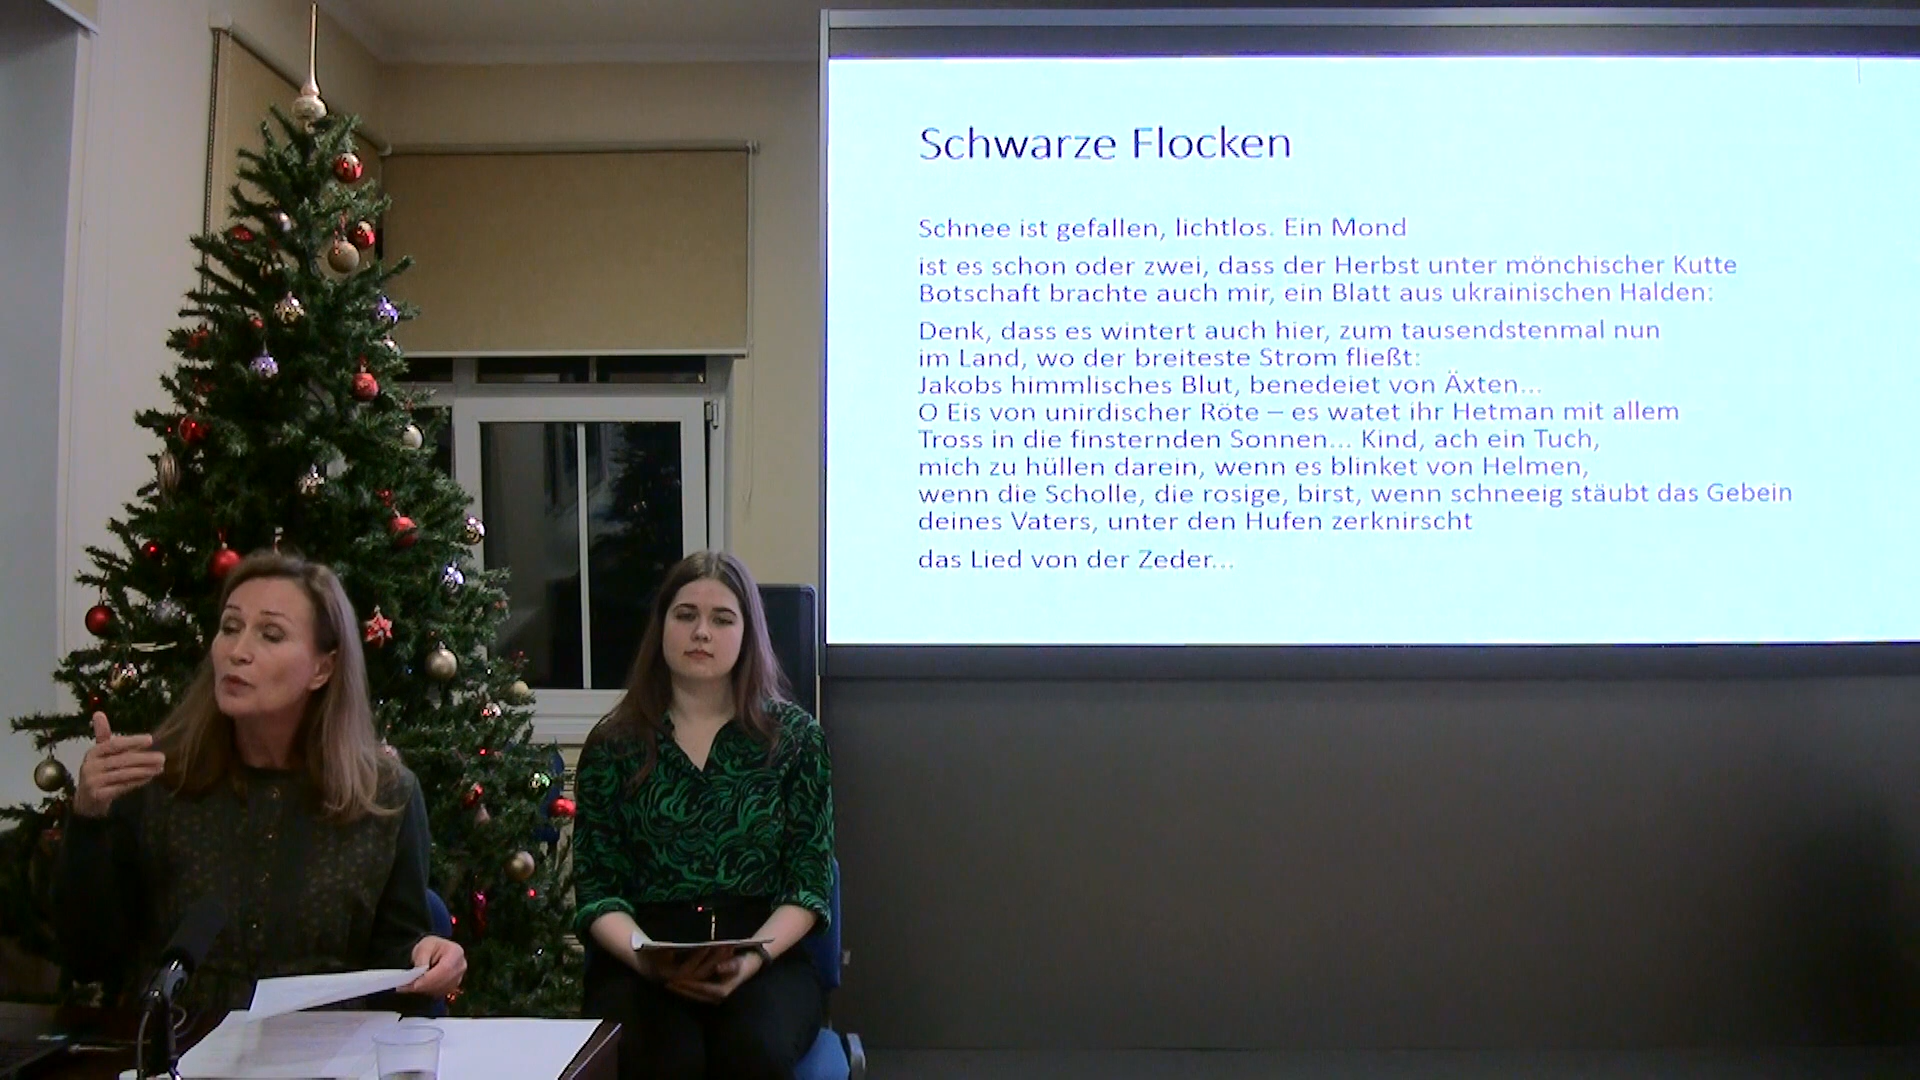 Schwarze Flocken
Schnee ist gefallen, lichtlos. Ein Mond
ist es schon oder zwei, dass der Herbst unter mönchischer Kutte
Botschaft brachte auch mir, ein Blatt aus ukrainischen Halden:
Denk, dass es wintert auch hier, zum tausendstenmal nun
im Land, wo der breiteste Strom fließt:
Jakobs himmlisches Blut, benedeiet von Äxten...
O Eis von unirdischer Röte – es watet ihr Hetman mit allem
Tross in die finsternden Sonnen... Kind, ach ein Tuch,
mich zu hüllen darein, wenn es blinket von Helmen,
wenn die Scholle, die rosige, birst, wenn schneeig stäubt das Gebein
deines Vaters, unter den Hufen zerknirscht
das Lied von der Zeder...